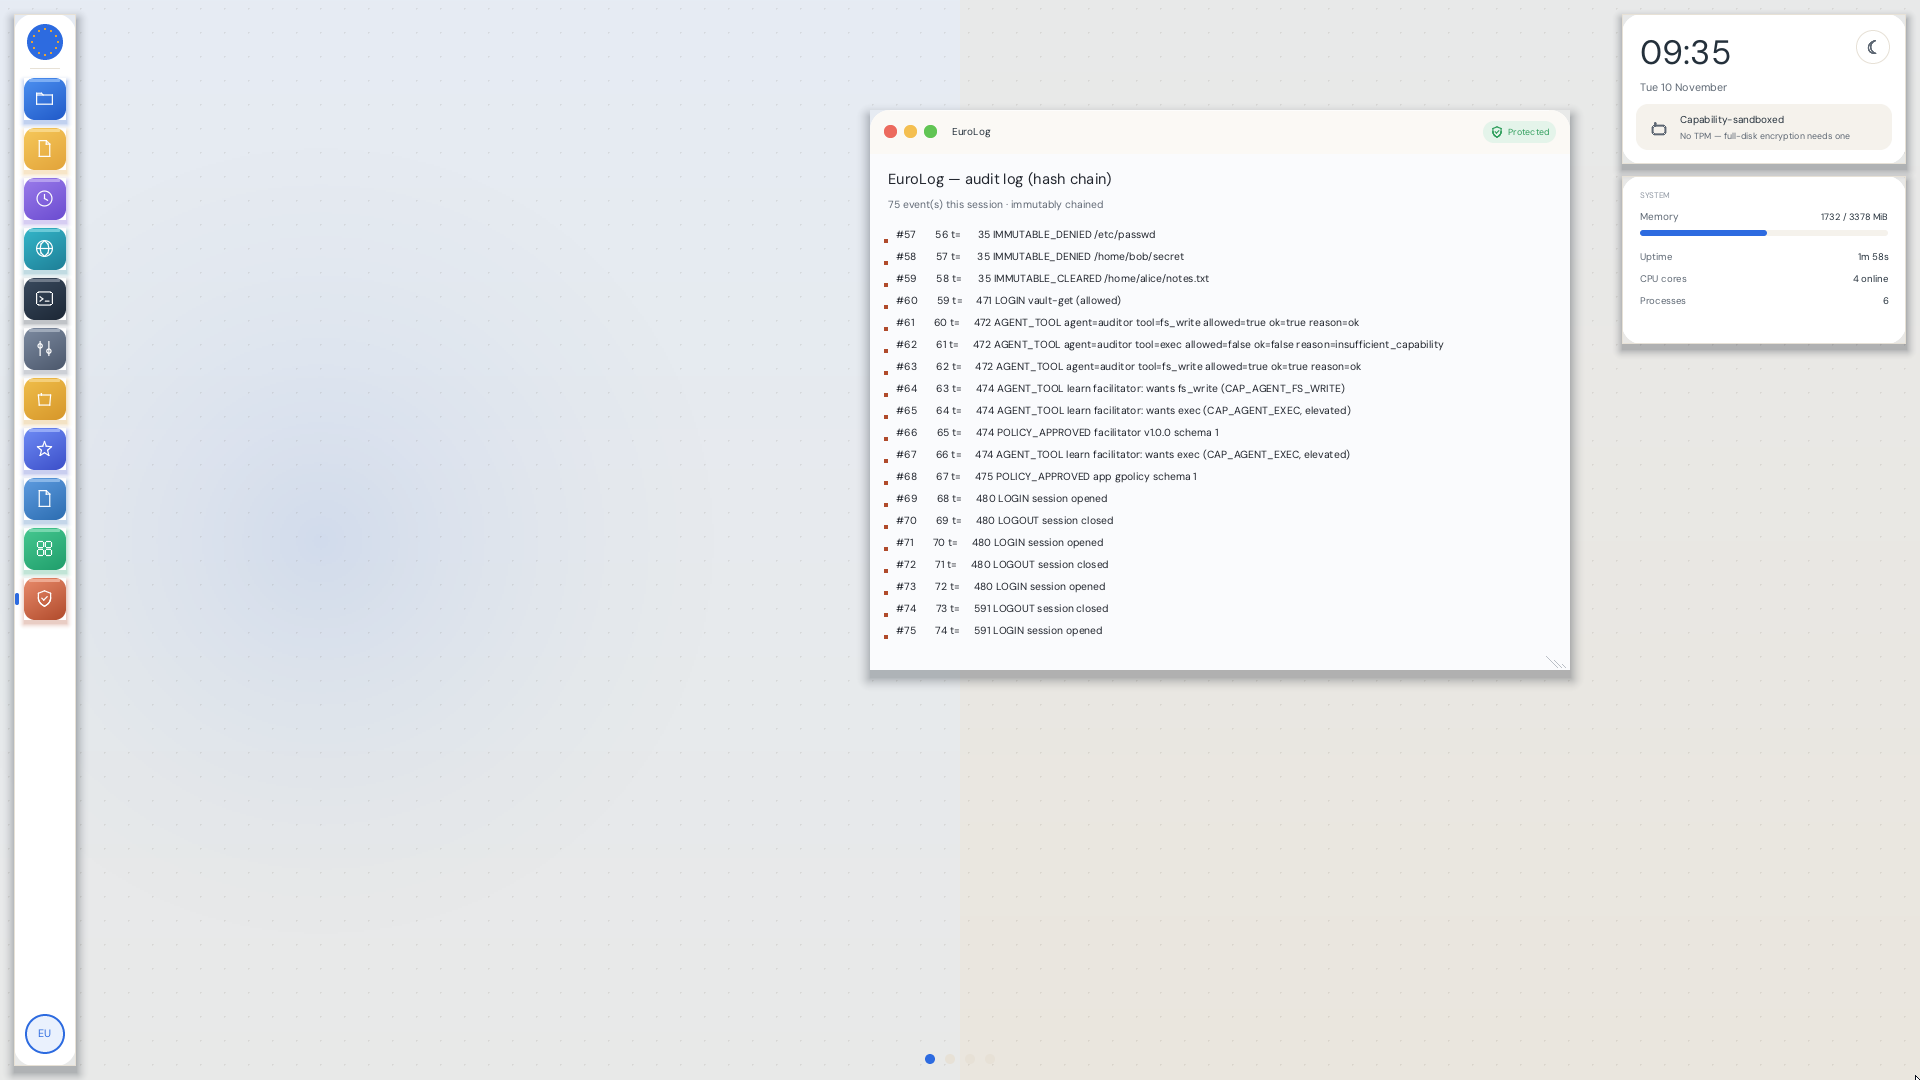 EuroLog
Protected
EuroLog — audit log (hash chain)
75 event(s) this session · immutably chained
#57 56 t= 35 IMMUTABLE_DENIED /etc/passwd
#58 57 t= 35 IMMUTABLE_DENIED /home/bob/secret
#59 58 t= 35 IMMUTABLE_CLEARED /home/alice/notes.txt
#60 59 t= 471 LOGIN vault-get (allowed)
#61 60 t= 472 AGENT_TOOL agent=auditor tool=fs_write allowed=true ok=true reason=ok
#62 61 t= 472 AGENT_TOOL agent=auditor tool=exec allowed=false ok=false reason=insufficient_capability
#63 62 t= 472 AGENT_TOOL agent=auditor tool=fs_write allowed=true ok=true reason=ok
#64 63 t= 474 AGENT_TOOL learn facilitator: wants fs_write (CAP_AGENT_FS_WRITE)
#65 64 t= 474 AGENT_TOOL learn facilitator: wants exec (CAP_AGENT_EXEC, elevated)
#66 65 t= 474 POLICY_APPROVED facilitator v1.0.0 schema 1
#67 66 t= 474 AGENT_TOOL learn facilitator: wants exec (CAP_AGENT_EXEC, elevated)
#68 67 t= 475 POLICY_APPROVED app gpolicy schema 1
#69 68 t= 480 LOGIN session opened
#70 69 t= 480 LOGOUT session closed
#71 70 t= 480 LOGIN session opened
#72 71 t= 480 LOGOUT session closed
#73 72 t= 480 LOGIN session opened
#74 73 t= 591 LOGOUT session closed
#75 74 t= 591 LOGIN session opened
09:35
Tue 10 November
Capability-sandboxed
No TPM — full-disk encryption needs one
SYSTEM
Memory 1732 / 3378 MiB
Uptime 1m 58s
CPU cores 4 online
Processes 6
EU